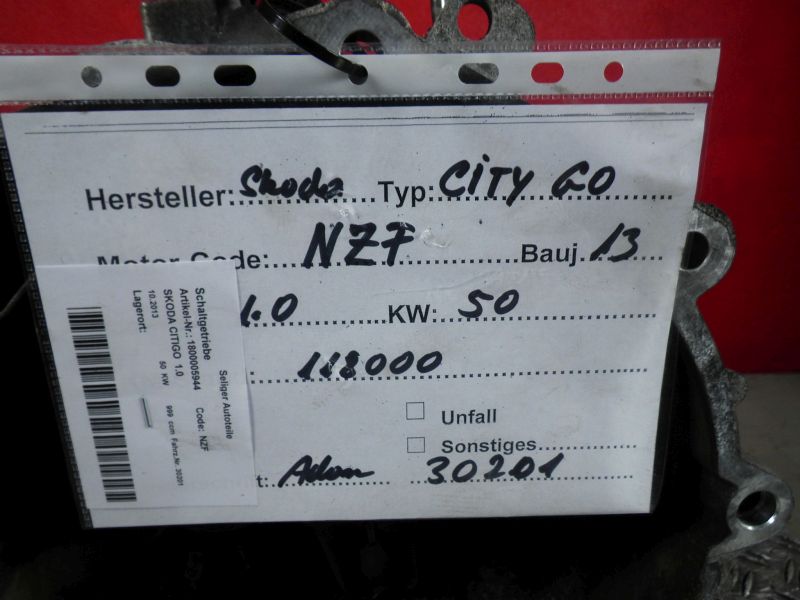 Hersteller: Skoda Typ: CITY GO
Motor Code: NZF Bauj 13
1.0 KW: 50
118000
Unfall
Sonstiges
t: Adam 30201
Seliger Autoteile
Schaltgetriebe Code: NZF
Artikel-Nr.: 1800005944
SKODA CITIGO 1.0
50 KW 999 ccm Fahrz.Nr. 30201
10.2013
Lagerort: